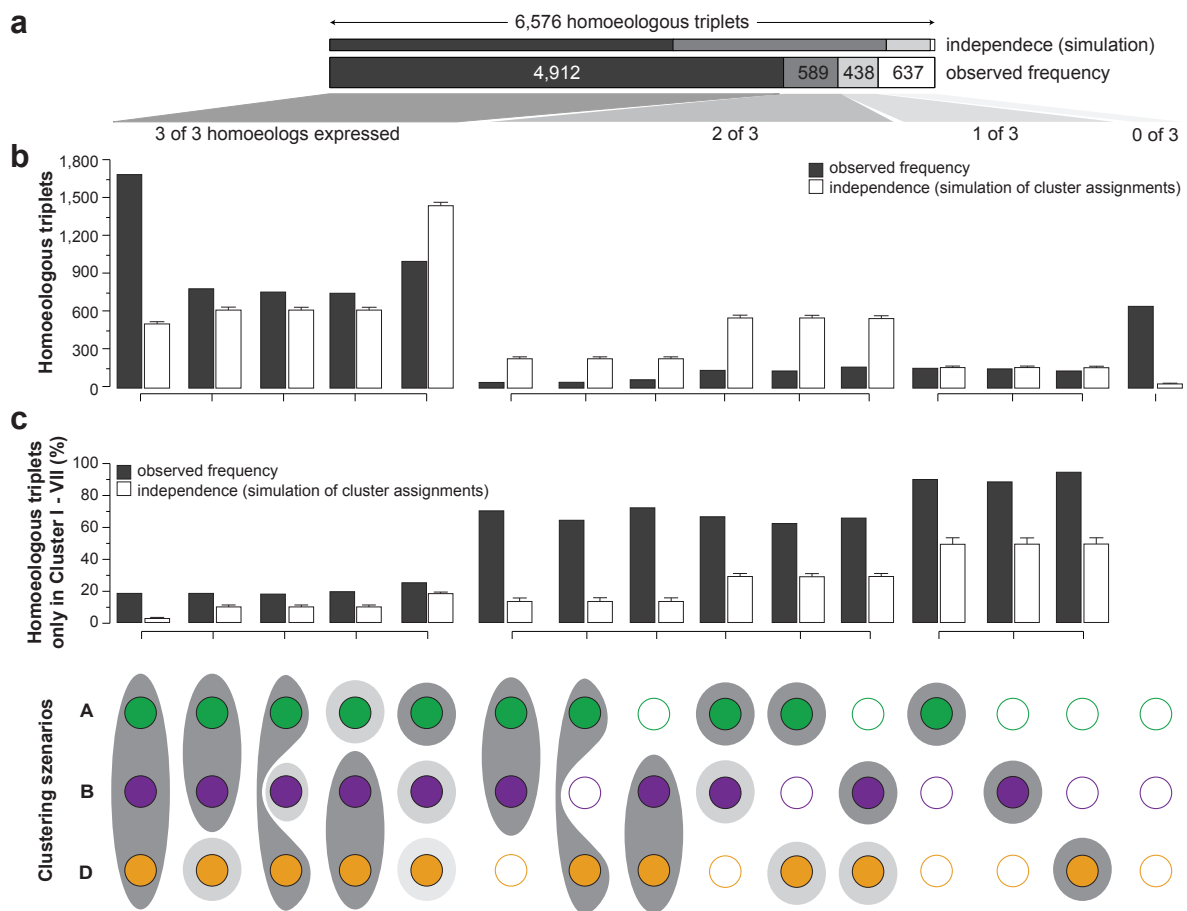 a
6,576 homoeologous triplets
independece (simulation)
4,912 589 438 637 observed frequency
3 of 3 homoeologs expressed 2 of 3 1 of 3 0 of 3
b
Homoeologous triplets
1,800
1,500
1,200
900
600
300
0
observed frequency
independence (simulation of cluster assignments)
c
Homoeologous triplets
only in Cluster I - VII (%)
100
80
60
40
20
0
observed frequency
independence (simulation of cluster assignments)
Clustering szenarios
A
B
D